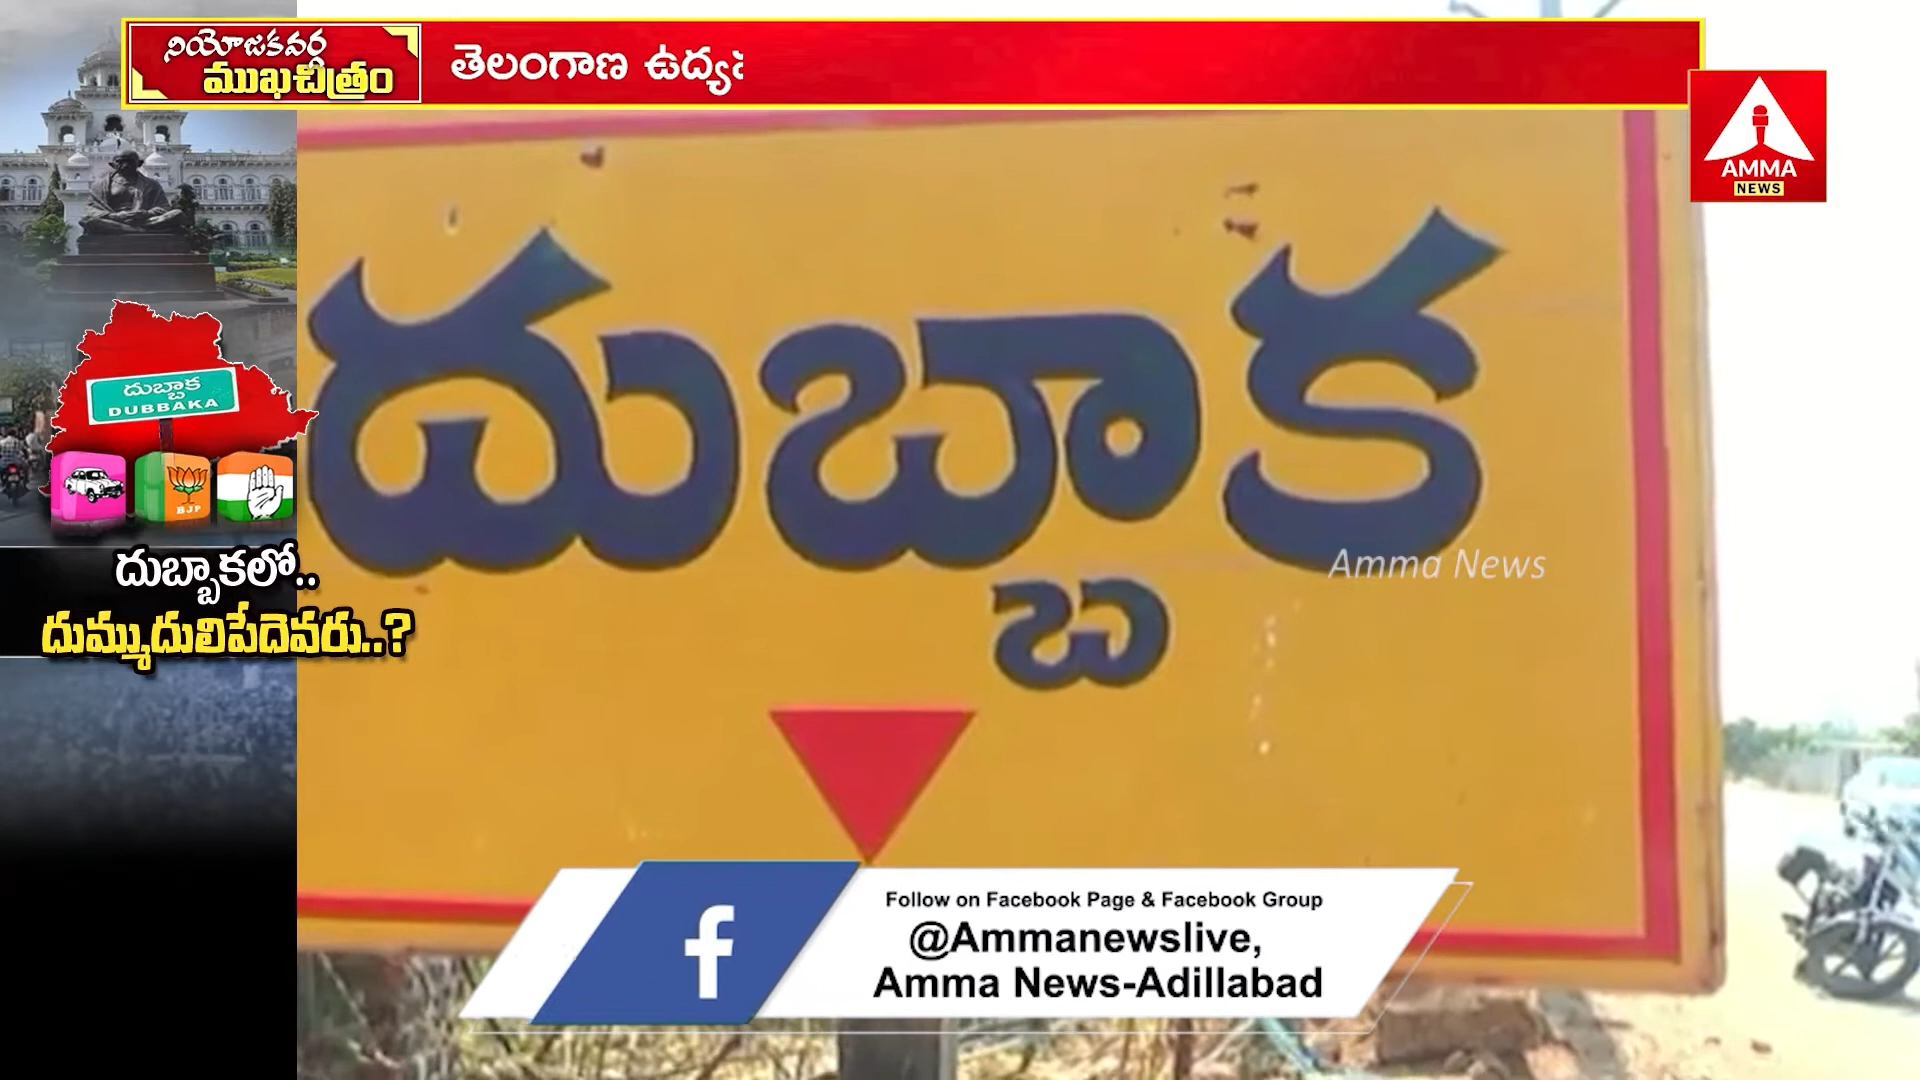 నియోజకవర్గ
ముఖచిత్రం
తెలంగాణ
AMMA
NEWS
దుబ్బాక
దుబ్బాక
DUBBAKA
BJP
దుబ్బాకలో..
దుమ్ముదులిపేదెవరు..?
Amma News
Follow on Facebook Page & Facebook Group
@Ammanewslive,
Amma News-Adillabad